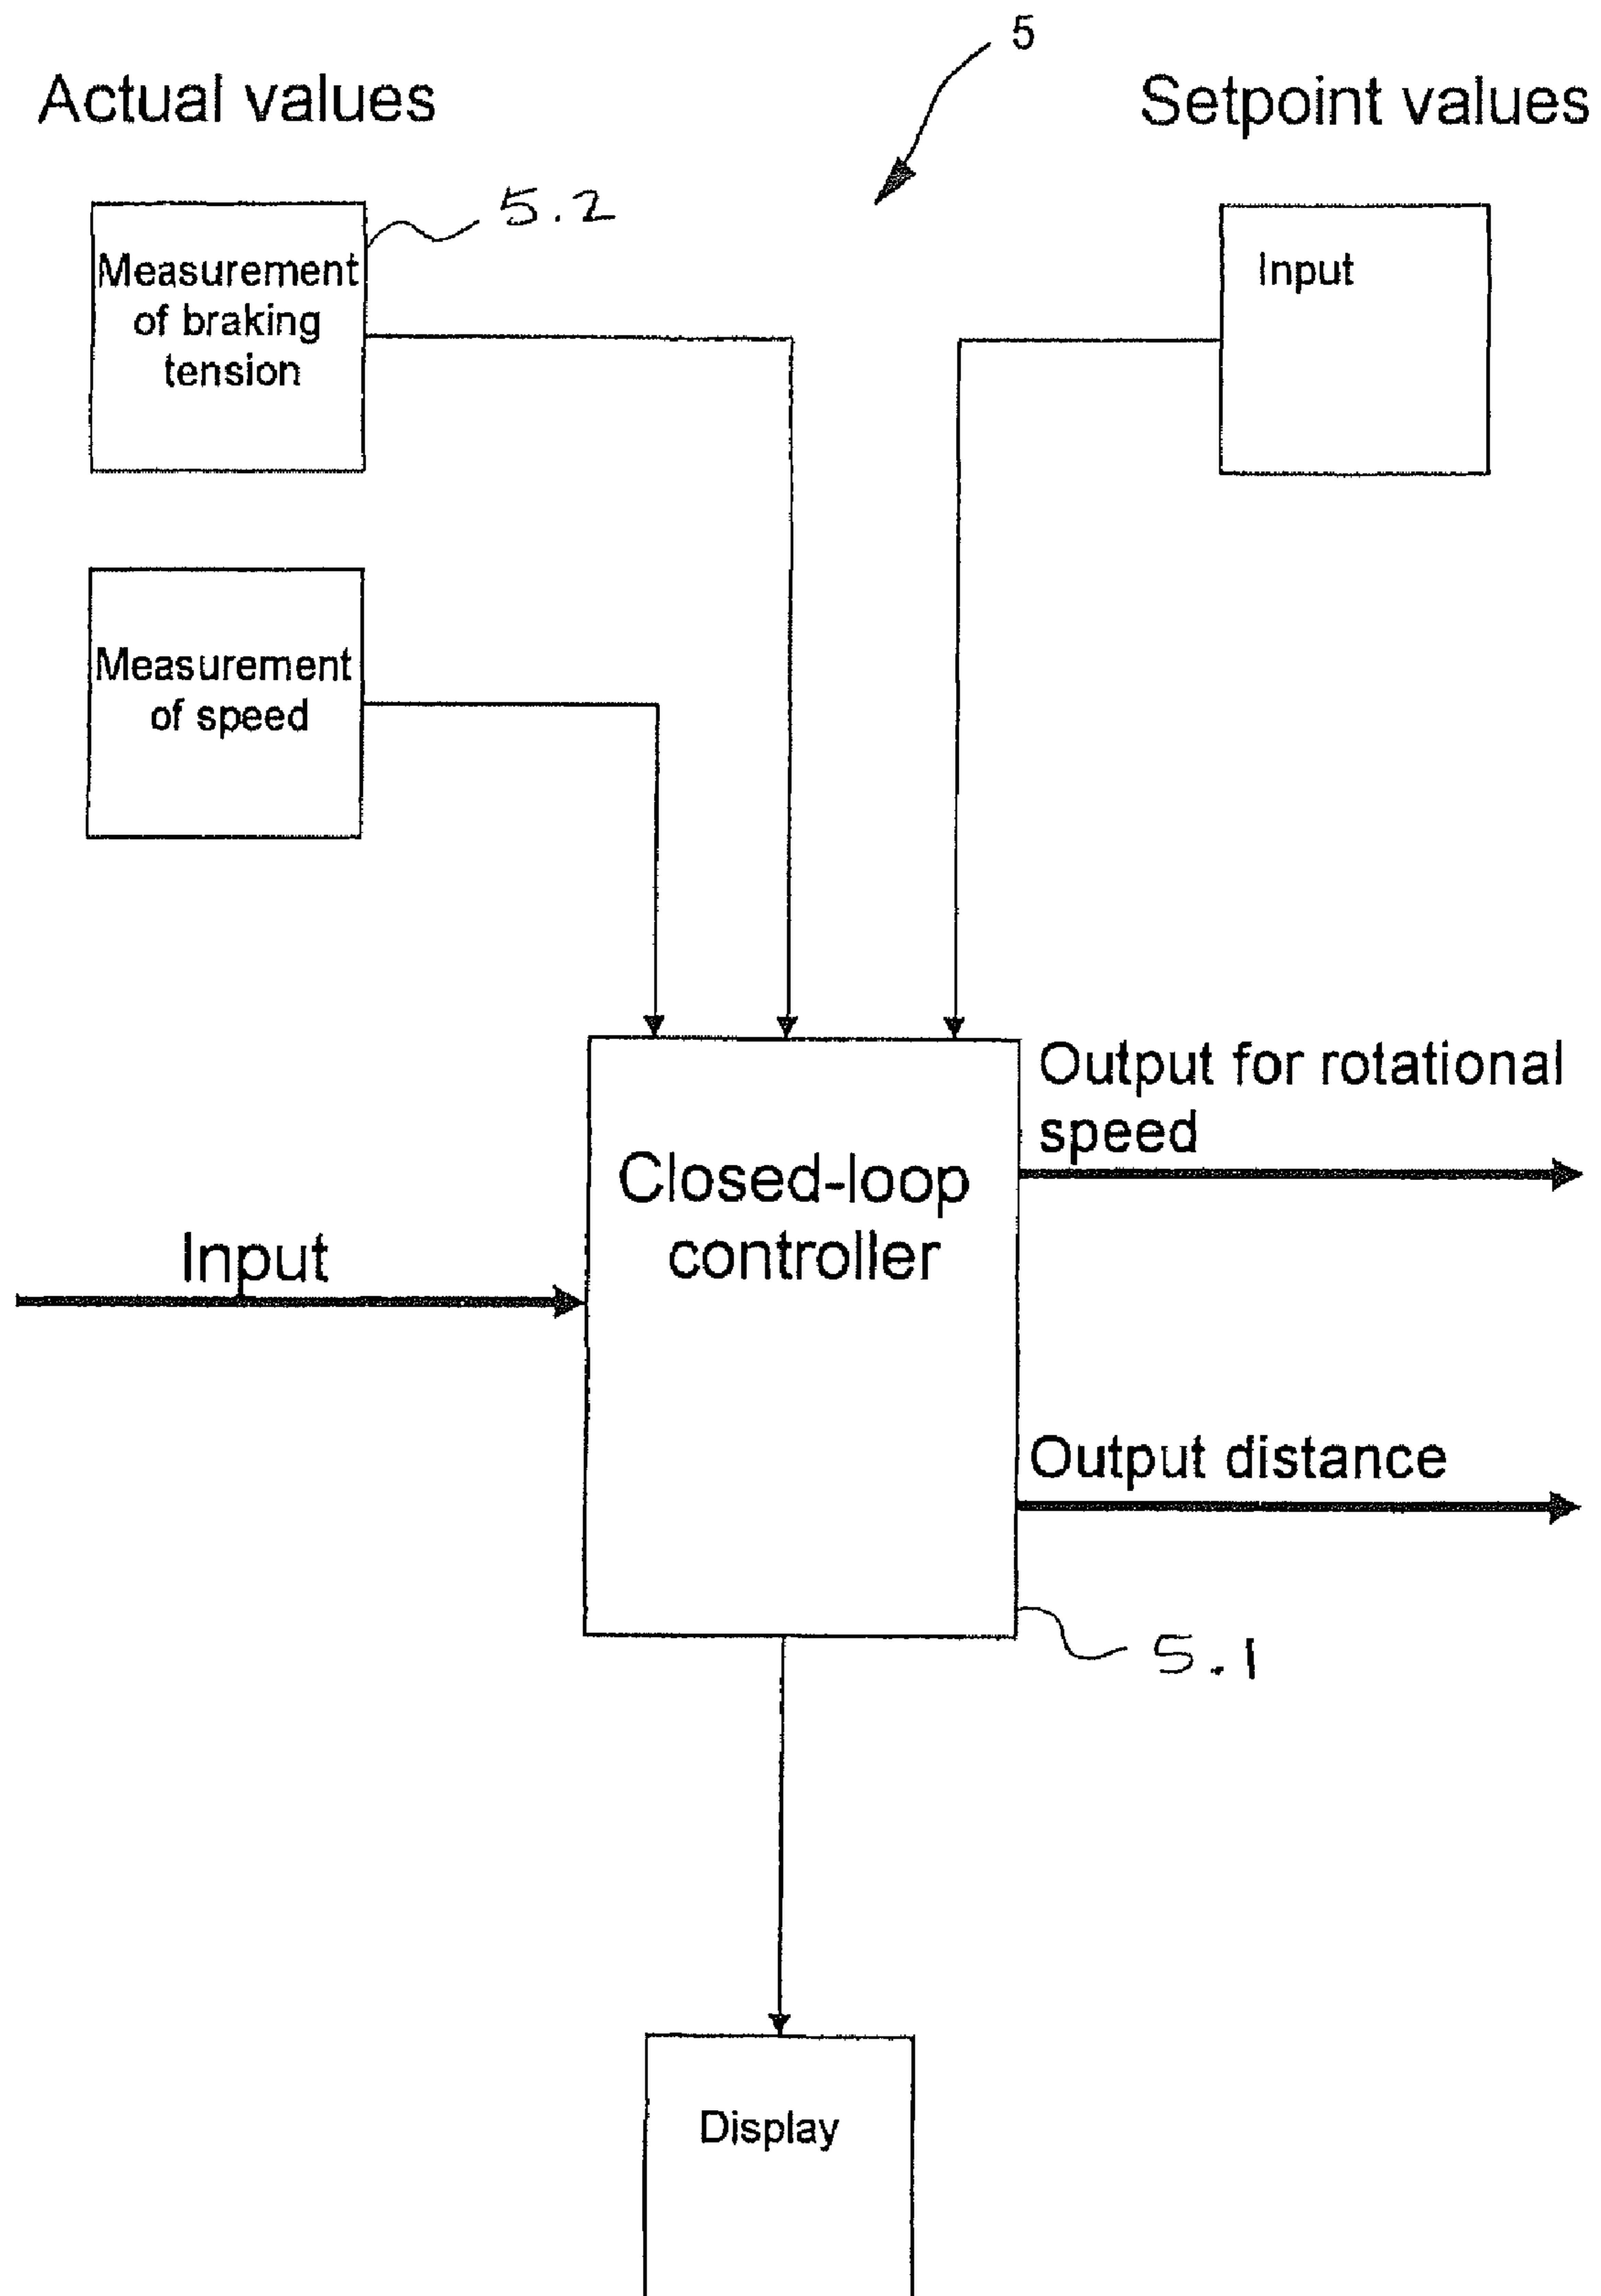 5
Actual values
Setpoint values
5.2
Measurement
of braking
tension
Input
Measurement
of speed
Output for rotational
speed
Closed-loop
controller
Input
Output distance
5.1
Display